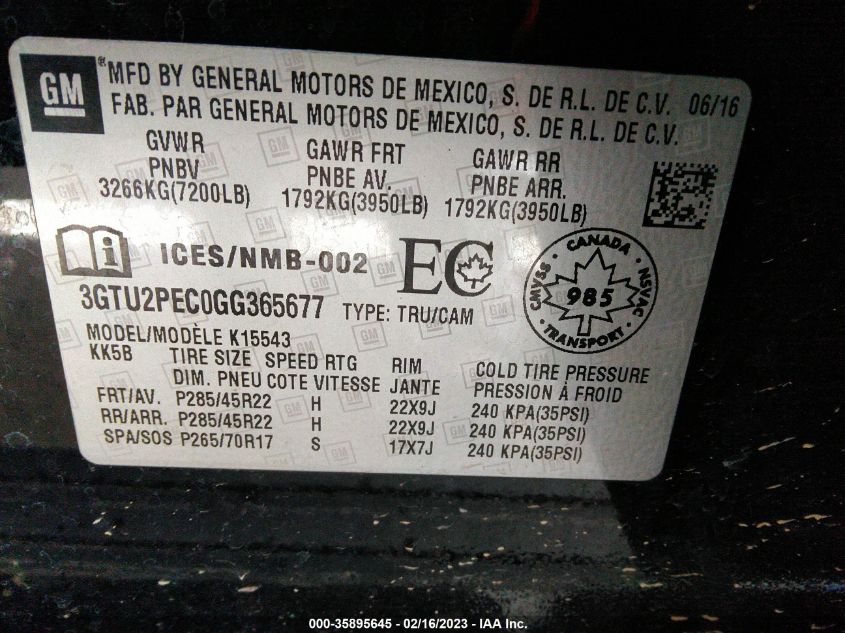 GM
® MFD BY GENERAL MOTORS DE MEXICO, S. DE R.L. DE C.V. 06/16
FAB. PAR GENERAL MOTORS DE MEXICO, S. DE R.L. DE C.V.
GVWR GAWR FRT GAWR RR
PNBV PNBE AV. PNBE ARR.
3266KG(7200LB) 1792KG(3950LB) 1792KG(3950LB)
i ICES/NMB-002 EC
CANADA
CMVSS 985 NSVAC
TRANSPORT
3GTU2PEC0GG365677 TYPE: TRU/CAM
MODEL/MODÈLE K15543
KK5B TIRE SIZE SPEED RTG RIM COLD TIRE PRESSURE
DIM. PNEU COTE VITESSE JANTE PRESSION À FROID
FRT/AV. P285/45R22 H 22X9J 240 KPA(35PSI)
RR/ARR. P285/45R22 H 22X9J 240 KPA(35PSI)
SPA/SOS P265/70R17 S 17X7J 240 KPA(35PSI)
000-35895645 - 02/16/2023 - IAA Inc.